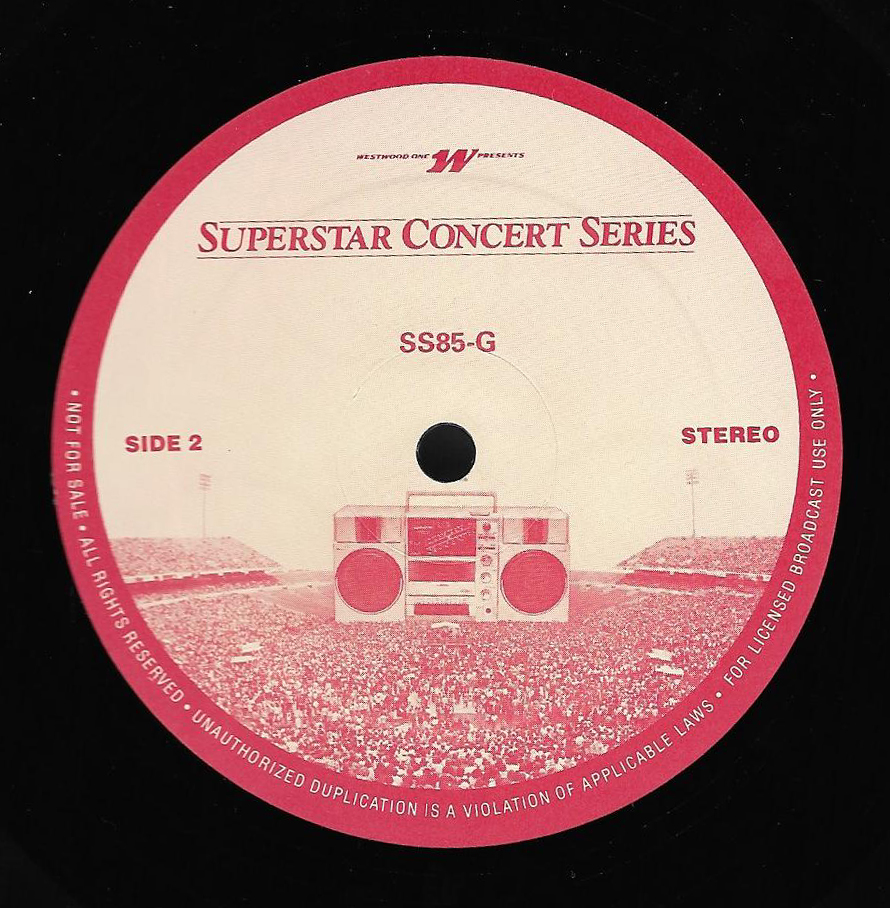 WESTWOOD ONE W PRESENTS
SUPERSTAR CONCERT SERIES
SS85-G
SIDE 2
STEREO
• NOT FOR SALE • ALL RIGHTS RESERVED • UNAUTHORIZED DUPLICATION IS A VIOLATION OF APPLICABLE LAWS • FOR LICENSED BROADCAST USE ONLY •